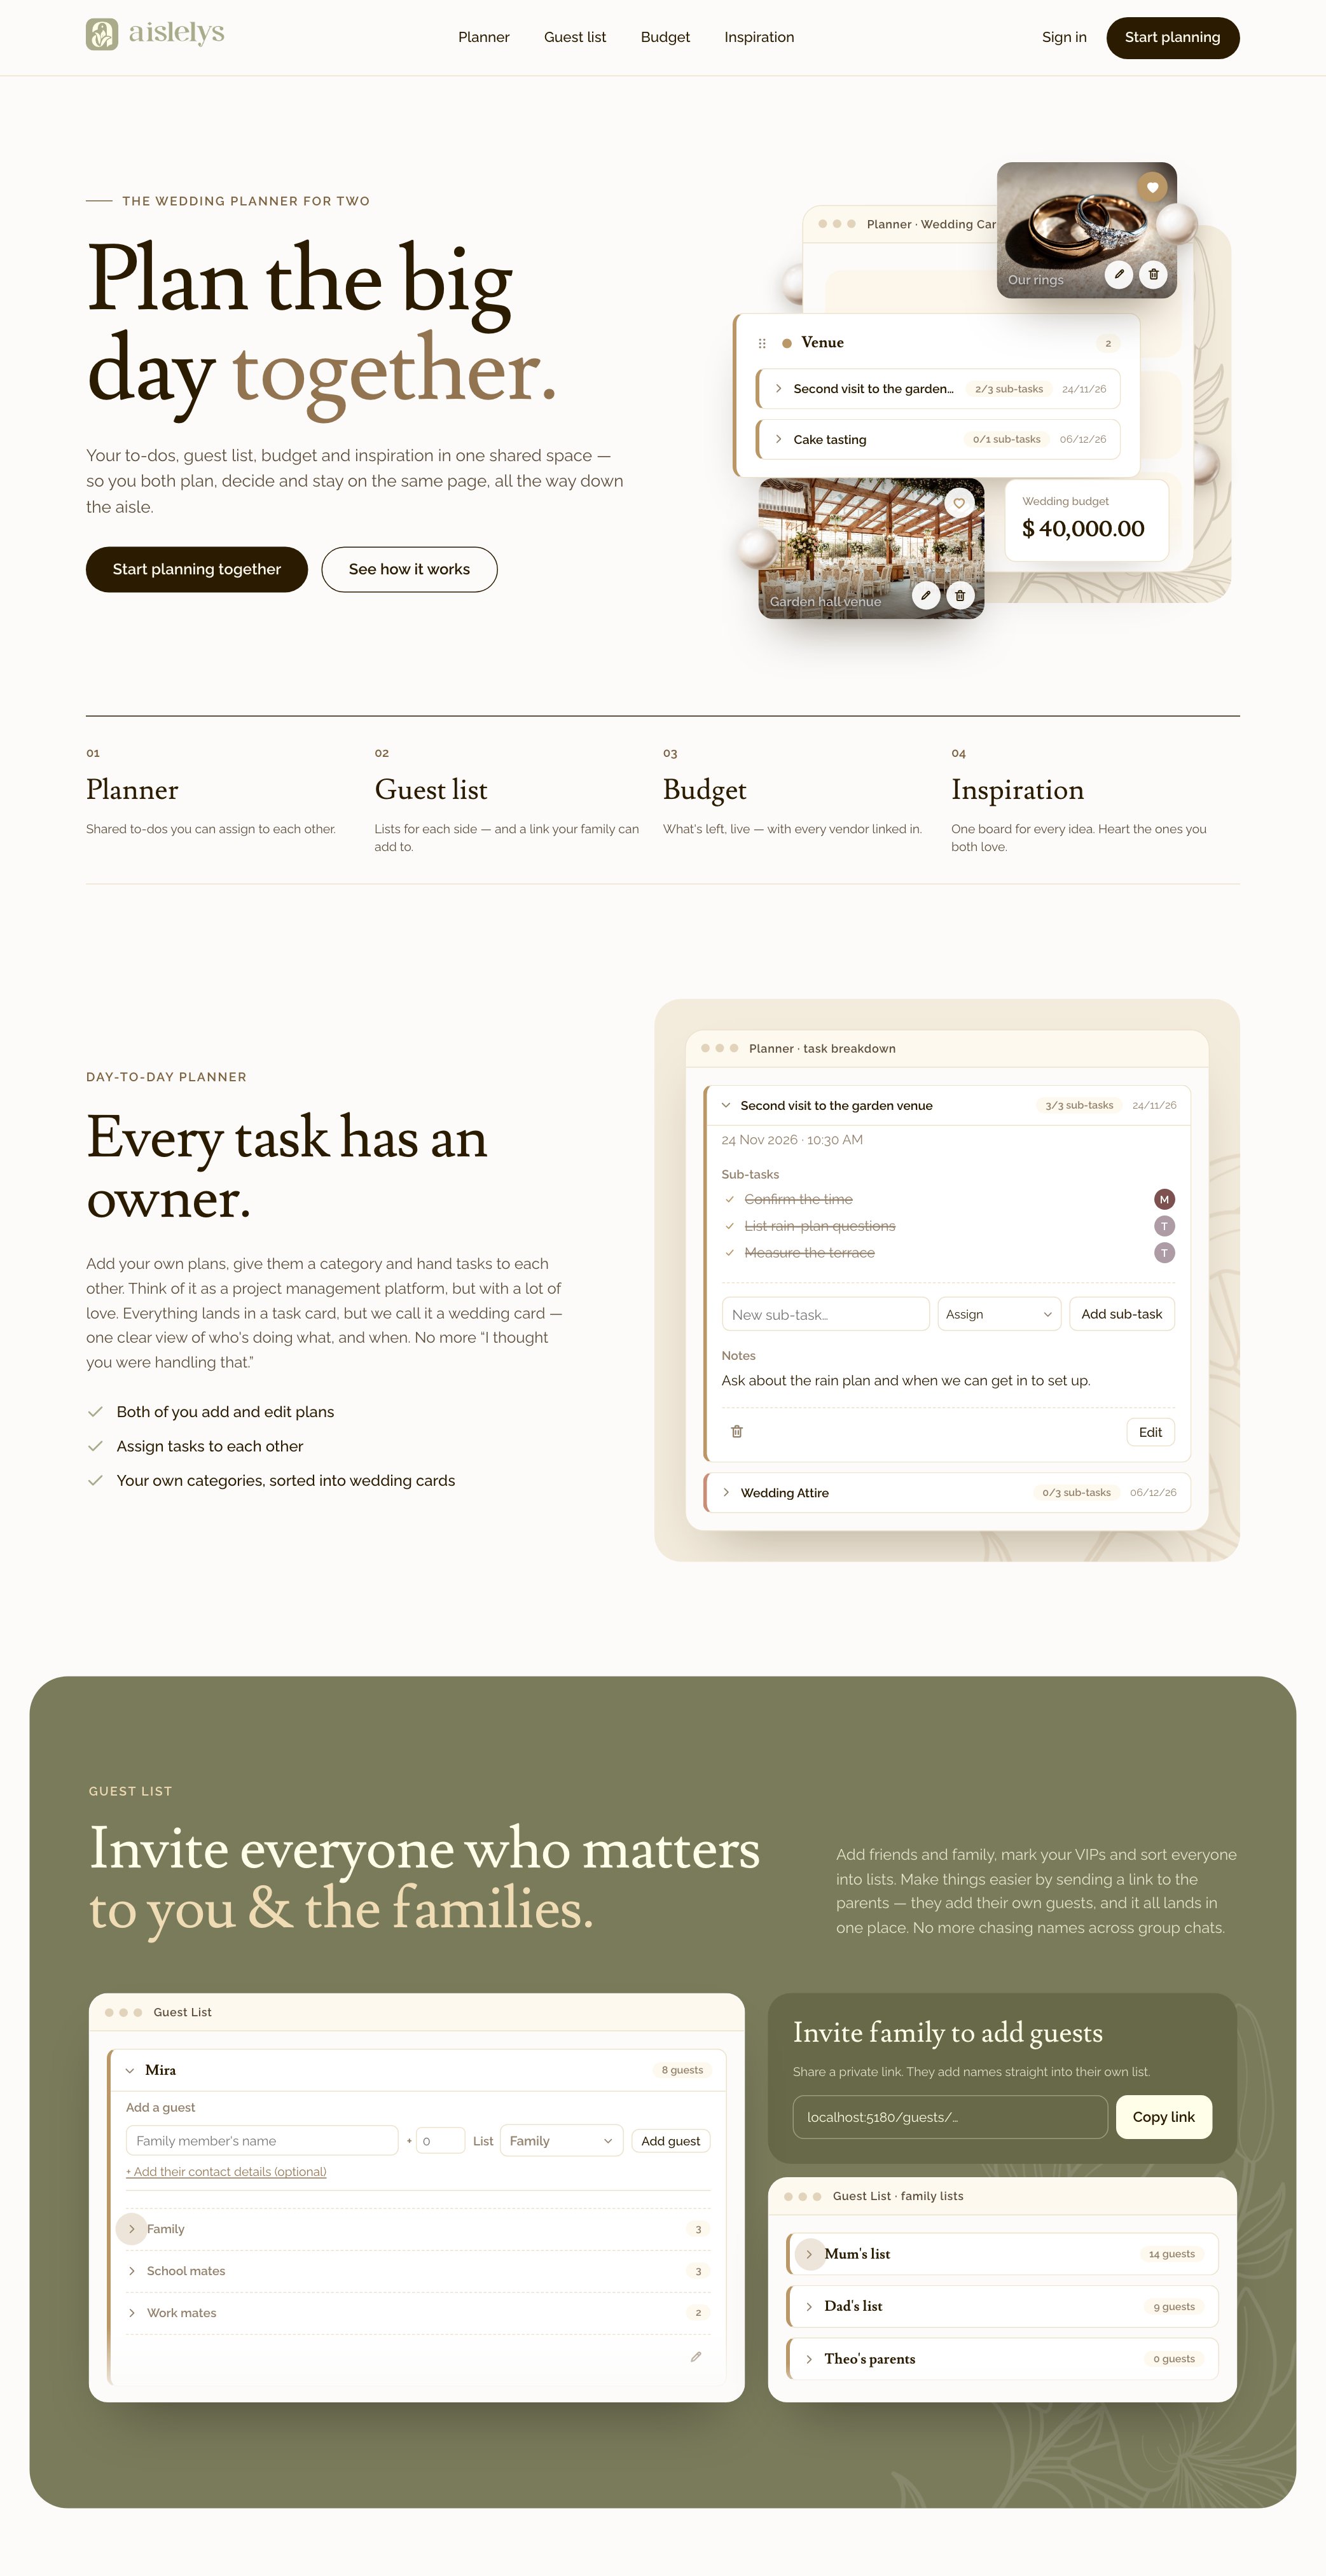 aislelys
Planner
Guest list
Budget
Inspiration
Sign in
Start planning
THE WEDDING PLANNER FOR TWO
Plan the big
day together.
Your to-dos, guest list, budget and inspiration in one shared space —
so you both plan, decide and stay on the same page, all the way down
the aisle.
Start planning together
See how it works
Planner · Wedding Car
Our rings
Venue
2
Second visit to the garden…
2/3 sub-tasks
24/11/26
Cake tasting
0/1 sub-tasks
06/12/26
Garden hall venue
Wedding budget
$ 40,000.00
01
Planner
Shared to-dos you can assign to each other.
02
Guest list
Lists for each side — and a link your family can
add to.
03
Budget
What's left, live — with every vendor linked in.
04
Inspiration
One board for every idea. Heart the ones you
both love.
DAY-TO-DAY PLANNER
Every task has an
owner.
Add your own plans, give them a category and hand tasks to each
other. Think of it as a project management platform, but with a lot of
love. Everything lands in a task card, but we call it a wedding card —
one clear view of who's doing what, and when. No more “I thought
you were handling that.”
Both of you add and edit plans
Assign tasks to each other
Your own categories, sorted into wedding cards
Planner · task breakdown
Second visit to the garden venue
3/3 sub-tasks
24/11/26
24 Nov 2026 · 10:30 AM
Sub-tasks
Confirm the time
M
List rain-plan questions
T
Measure the terrace
T
New sub-task…
Assign
Add sub-task
Notes
Ask about the rain plan and when we can get in to set up.
Edit
Wedding Attire
0/3 sub-tasks
06/12/26
GUEST LIST
Invite everyone who matters
to you & the families.
Add friends and family, mark your VIPs and sort everyone
into lists. Make things easier by sending a link to the
parents — they add their own guests, and it all lands in
one place. No more chasing names across group chats.
Guest List
Mira
8 guests
Add a guest
Family member's name
+
0
List
Family
Add guest
+ Add their contact details (optional)
Family
3
School mates
3
Work mates
2
Invite family to add guests
Share a private link. They add names straight into their own list.
localhost:5180/guests/…
Copy link
Guest List · family lists
Mum's list
14 guests
Dad's list
9 guests
Theo's parents
0 guests